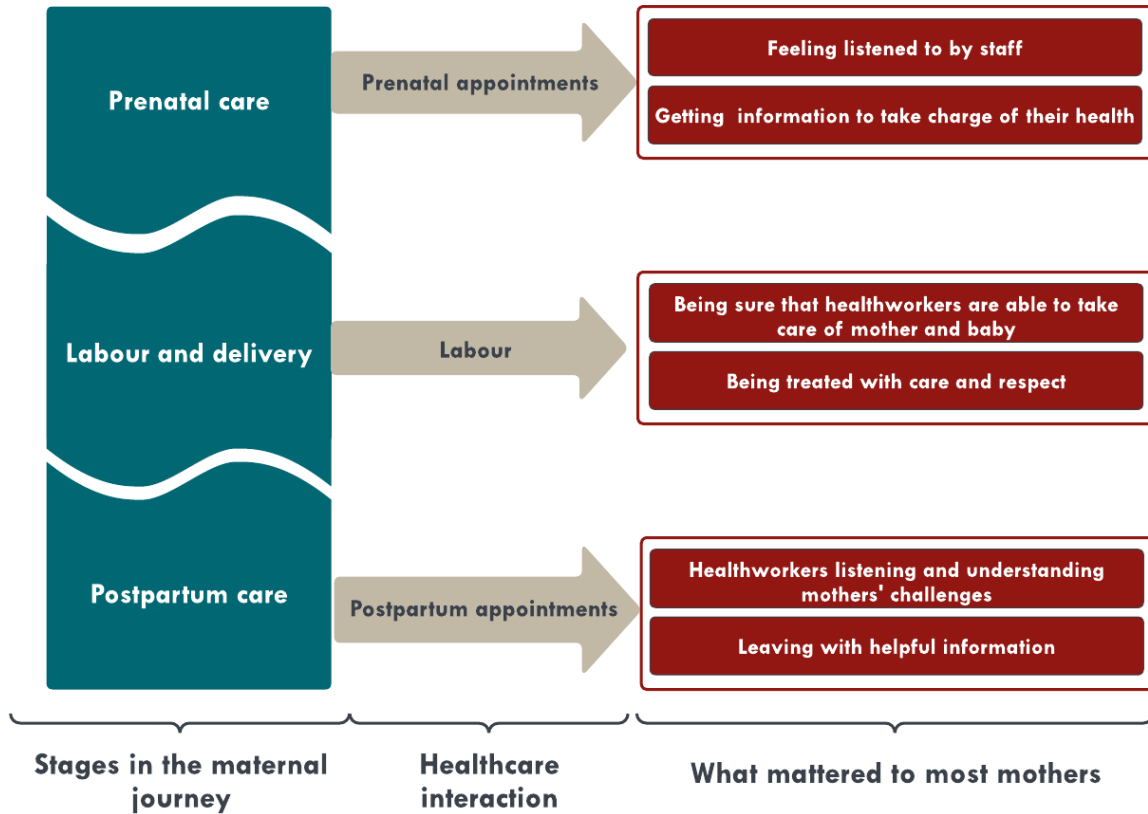 Prenatal care
Prenatal appointments
Feeling listened to by staff
Getting information to take charge of their health
Labour and delivery
Labour
Being sure that healthworkers are able to take
care of mother and baby
Being treated with care and respect
Postpartum care
Postpartum appointments
Healthworkers listening and understanding
mothers' challenges
Leaving with helpful information
Stages in the maternal
journey
Healthcare
interaction
What mattered to most mothers